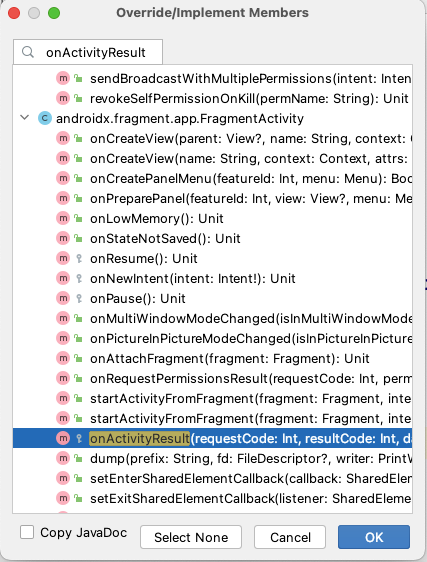 Override/Implement Members
onActivityResult
m sendBroadcastWithMultiplePermissions(intent: Inten
m revokeSelfPermissionOnKill(permName: String): Unit
C androidx.fragment.app.FragmentActivity
m onCreateView(parent: View?, name: String, context: C
m onCreateView(name: String, context: Context, attrs:
m onCreatePanelMenu(featureId: Int, menu: Menu): Boo
m onPreparePanel(featureId: Int, view: View?, menu: Me
m onLowMemory(): Unit
m onStateNotSaved(): Unit
m onResume(): Unit
m onNewIntent(intent: Intent!): Unit
m onPause(): Unit
m onMultiWindowModeChanged(isInMultiWindowMode
m onPictureInPictureModeChanged(isInPictureInPicture
m onAttachFragment(fragment: Fragment): Unit
m onRequestPermissionsResult(requestCode: Int, perm
m startActivityFromFragment(fragment: Fragment, inte
m startActivityFromFragment(fragment: Fragment, inte
m onActivityResult(requestCode: Int, resultCode: Int, da
m dump(prefix: String, fd: FileDescriptor?, writer: PrintW
m setEnterSharedElementCallback(callback: SharedElem
m setExitSharedElementCallback(listener: SharedElemen
Copy JavaDoc
Select None
Cancel
OK